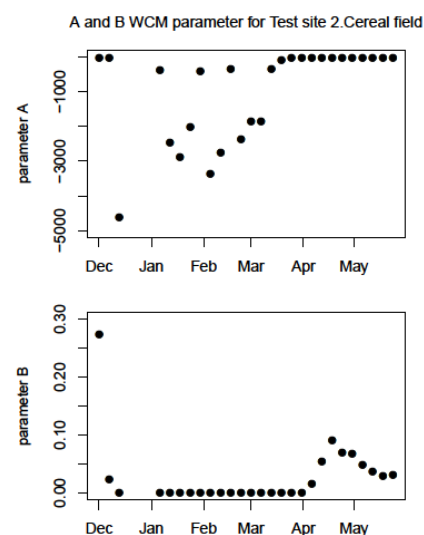 A and B WCM parameter for Test site 2.Cereal field
parameter A
-1000
-3000
-5000
Dec Jan Feb Mar Apr May
parameter B
0.30
0.20
0.10
0.00
Dec Jan Feb Mar Apr May